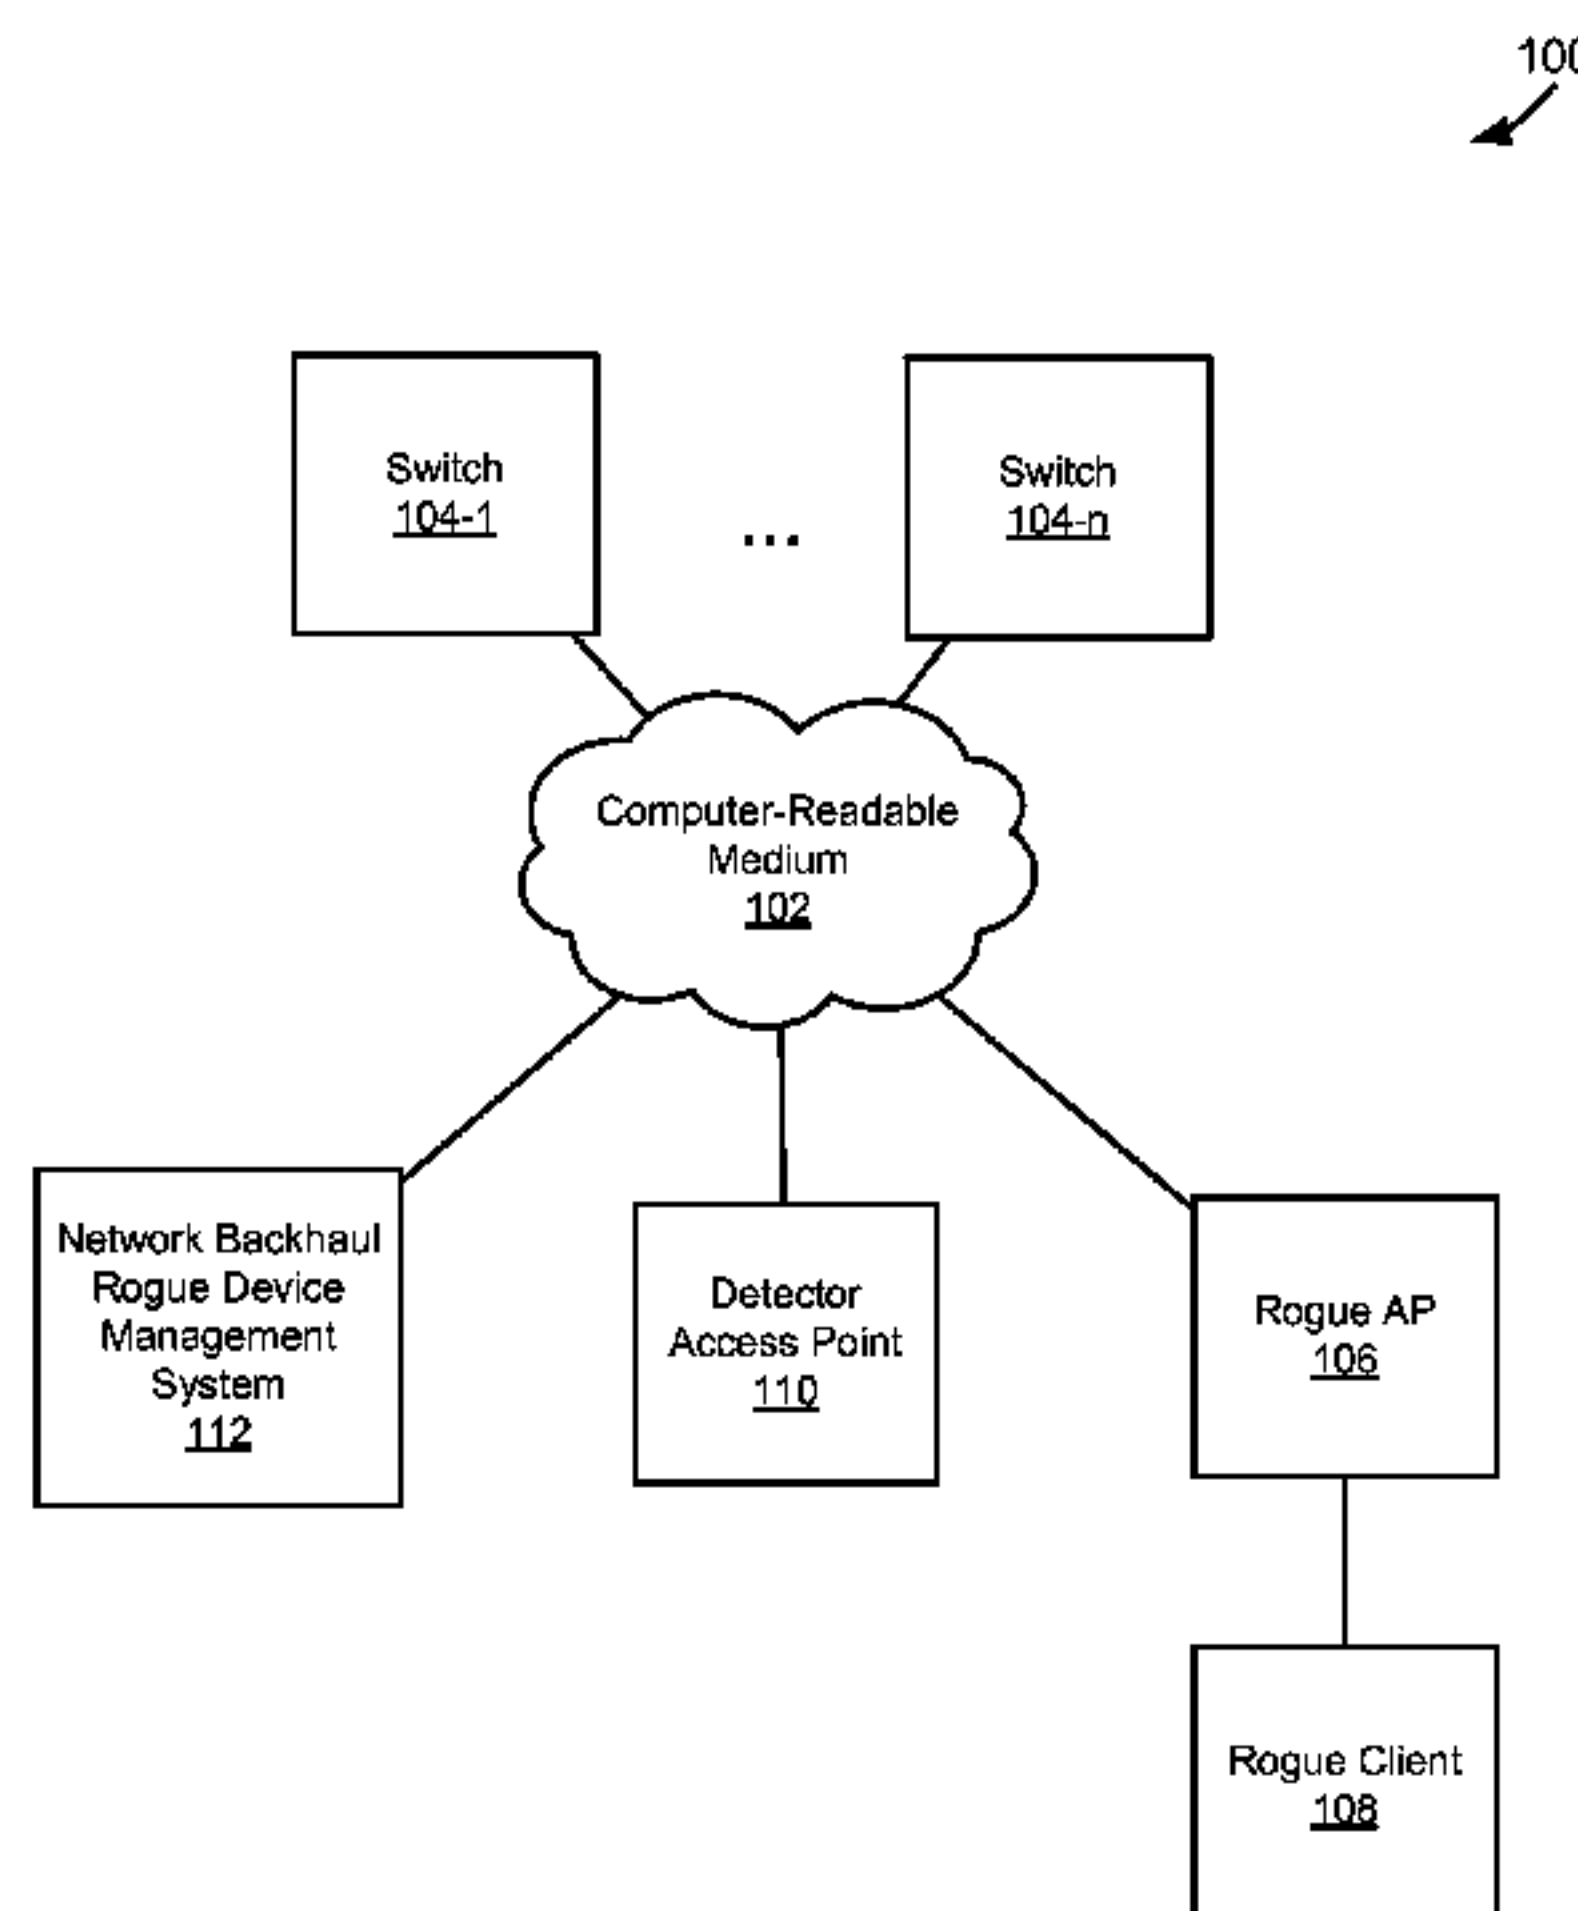 100
Switch
104-1
...
Switch
104-n
Computer-Readable
Medium
102
Network Backhaul
Rogue Device
Management
System
112
Detector
Access Point
110
Rogue AP
106
Rogue Client
108